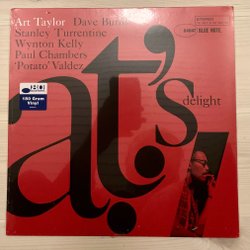 Art Taylor Dave Burns
Stanley Turrentine
Wynton Kelly
Paul Chambers
'Potato' Valdez
a.t.'s
delight
STEREO
BLUE NOTE
180 Gram
Vinyl